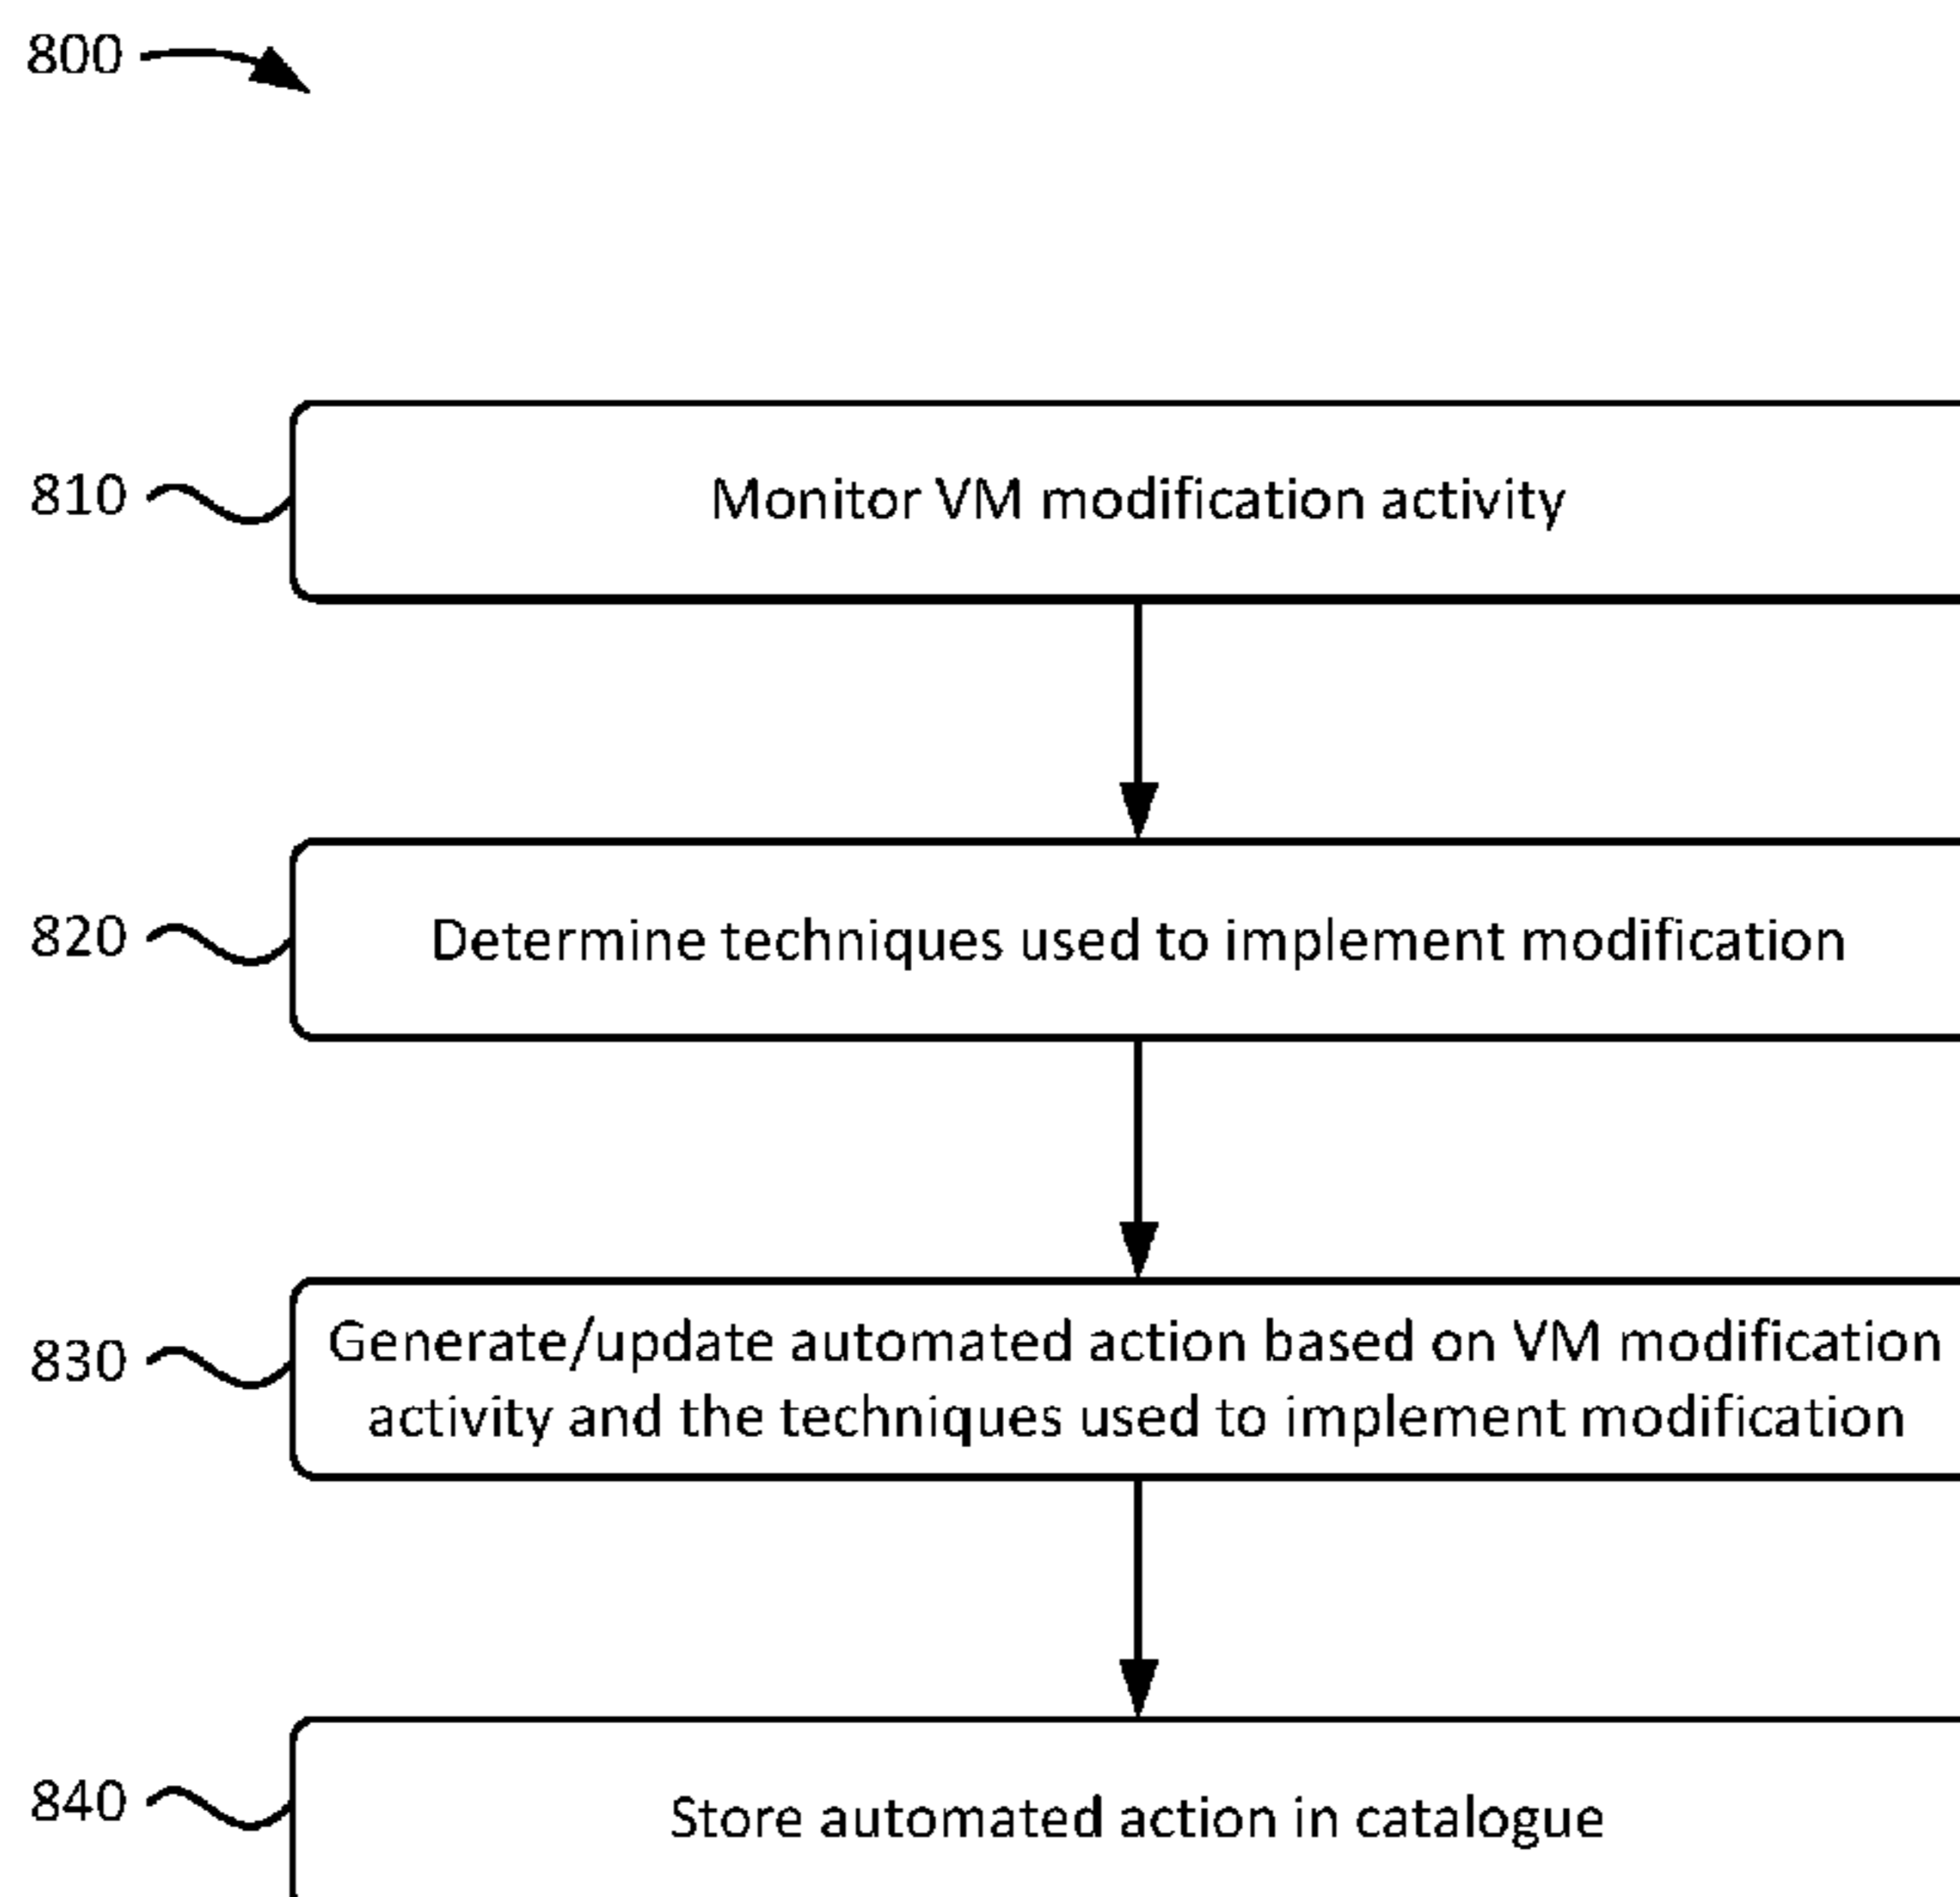 800
810
Monitor VM modification activity
820
Determine techniques used to implement modification
830
Generate/update automated action based on VM modification
activity and the techniques used to implement modification
840
Store automated action in catalogue